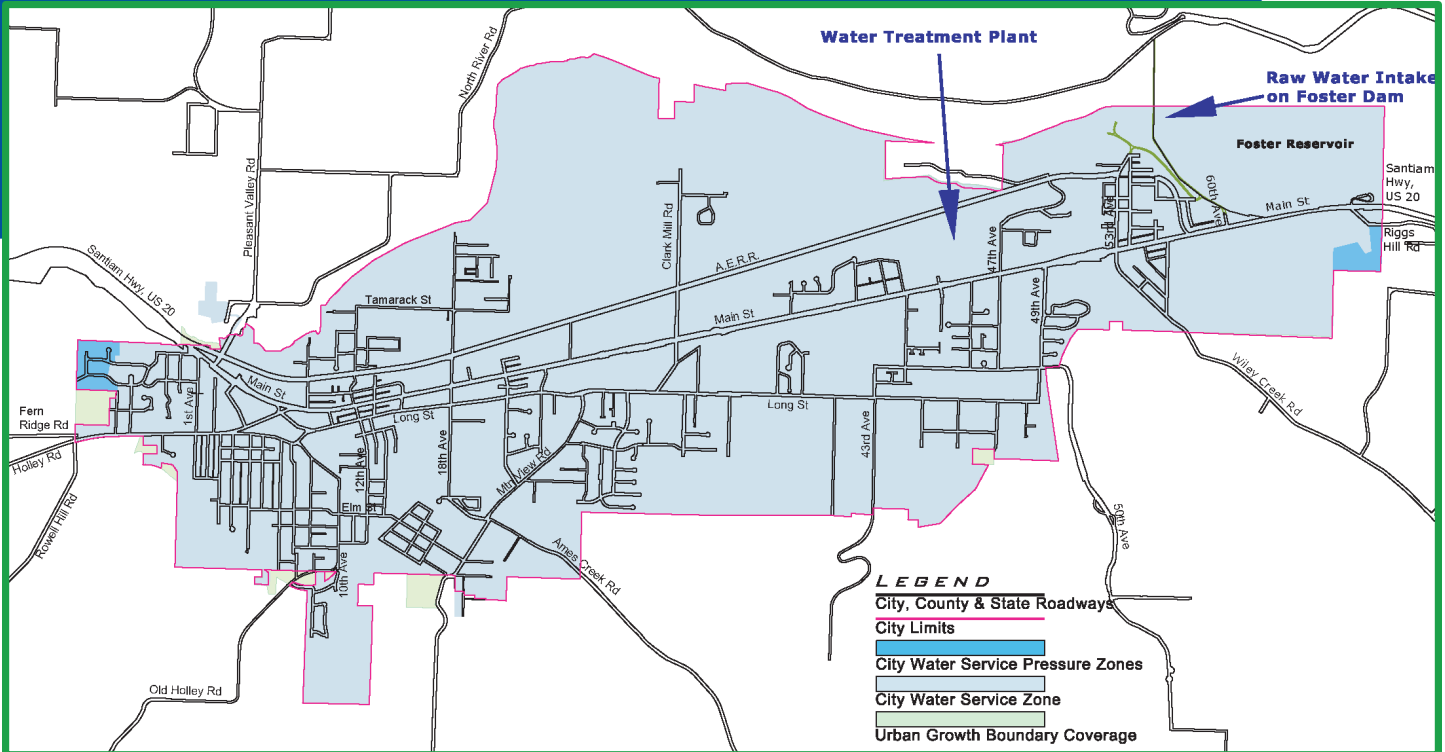 Water Treatment Plant
Raw Water Intake
on Foster Dam
North River Rd
Foster Reservoir
Pleasant Valley Rd
Santiam
Hwy,
US 20
60th Ave
Main St
53rd Ave
Riggs
Hill Rd
Clark Mill Rd
47th Ave
A.E.R.R.
Santiam Hwy, US 20
Tamarack St
Main St
49th Ave
Wiley Creek Rd
Main St
1st Ave
Long St
Long St
Fern
Ridge Rd
Holley Rd
43rd Ave
18th Ave
12th Ave
Mtn View Rd
Elm St
Rowell Hill Rd
50th Ave
Ames Creek Rd
10th Ave
Old Holley Rd
LEGEND
City, County & State Roadways
City Limits
City Water Service Pressure Zones
City Water Service Zone
Urban Growth Boundary Coverage